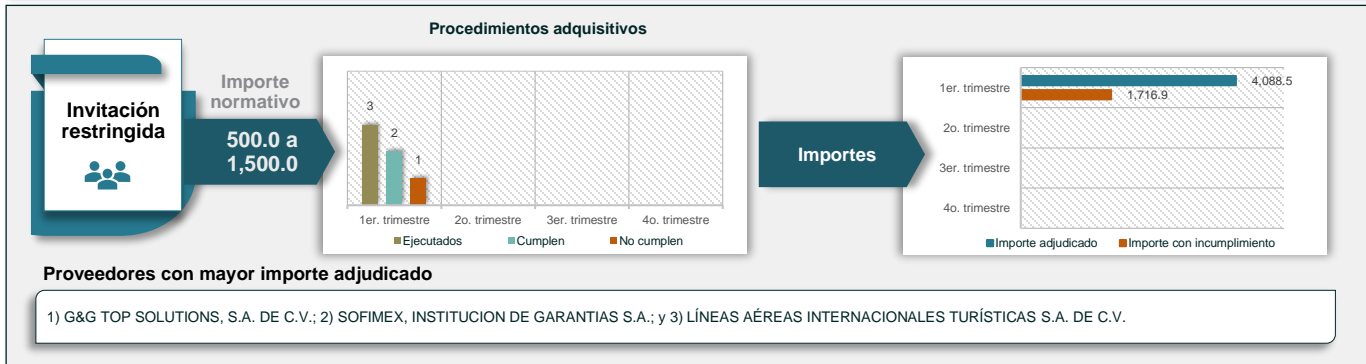 Procedimientos adquisitivos
Invitación
restringida
Importe
normativo
500.0 a
1,500.0
3
2
1
1er. trimestre
2o. trimestre
3er. trimestre
4o. trimestre
Ejecutados
Cumplen
No cumplen
Importes
1er. trimestre
4,088.5
1,716.9
2o. trimestre
3er. trimestre
4o. trimestre
Importe adjudicado
Importe con incumplimiento
Proveedores con mayor importe adjudicado
1) G&G TOP SOLUTIONS, S.A. DE C.V.; 2) SOFIMEX, INSTITUCION DE GARANTIAS S.A.; y 3) LÍNEAS AÉREAS INTERNACIONALES TURÍSTICAS S.A. DE C.V.